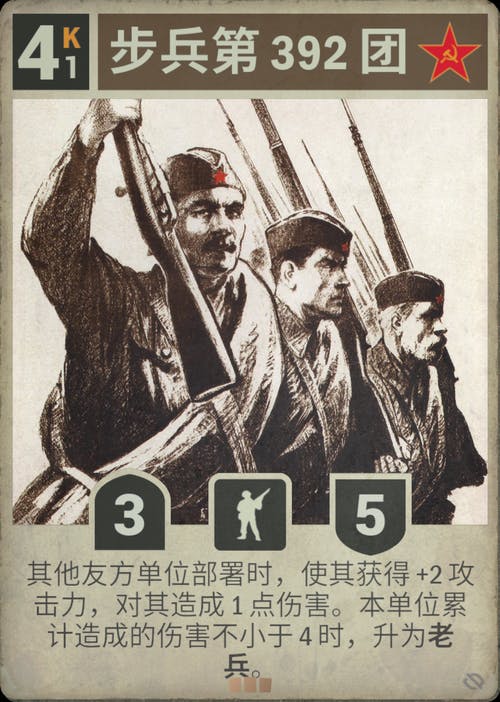 4K
1
步兵第 392 团
3
5
其他友方单位部署时，使其获得 +2 攻
击力，对其造成 1 点伤害。本单位累
计造成的伤害不小于 4 时，升为老
兵。